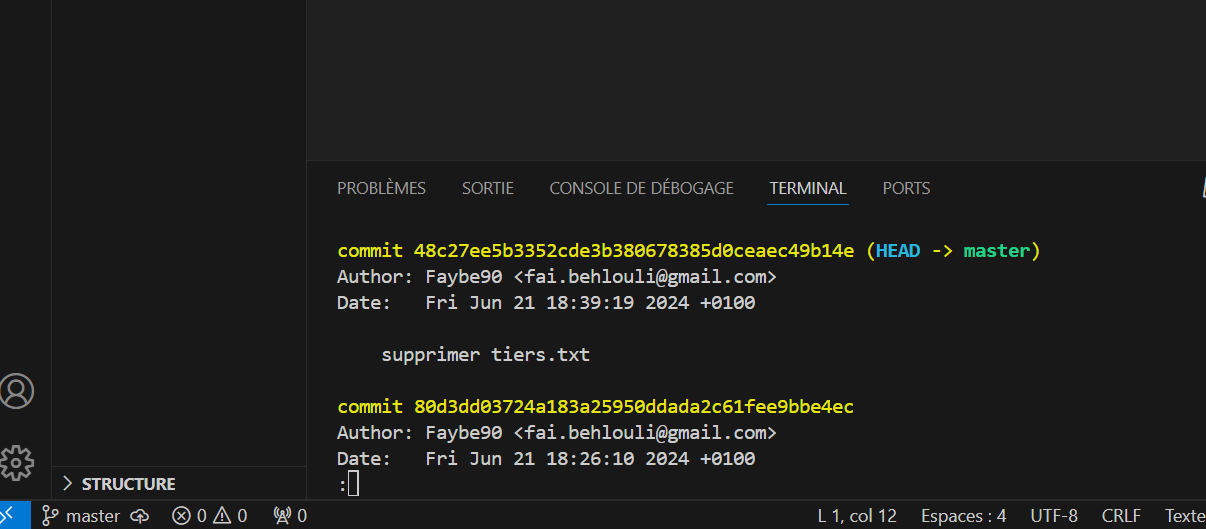 PROBLÈMES SORTIE CONSOLE DE DÉBOGAGE TERMINAL PORTS
commit 48c27ee5b3352cde3b380678385d0ceaec49b14e (HEAD -> master)
Author: Faybe90 <fai.behlouli@gmail.com>
Date:   Fri Jun 21 18:39:19 2024 +0100
    supprimer tiers.txt
commit 80d3dd03724a183a25950ddada2c61fee9bbe4ec
Author: Faybe90 <fai.behlouli@gmail.com>
Date:   Fri Jun 21 18:26:10 2024 +0100
:
STRUCTURE
master 0 0 0 L 1, col 12 Espaces : 4 UTF-8 CRLF Texte